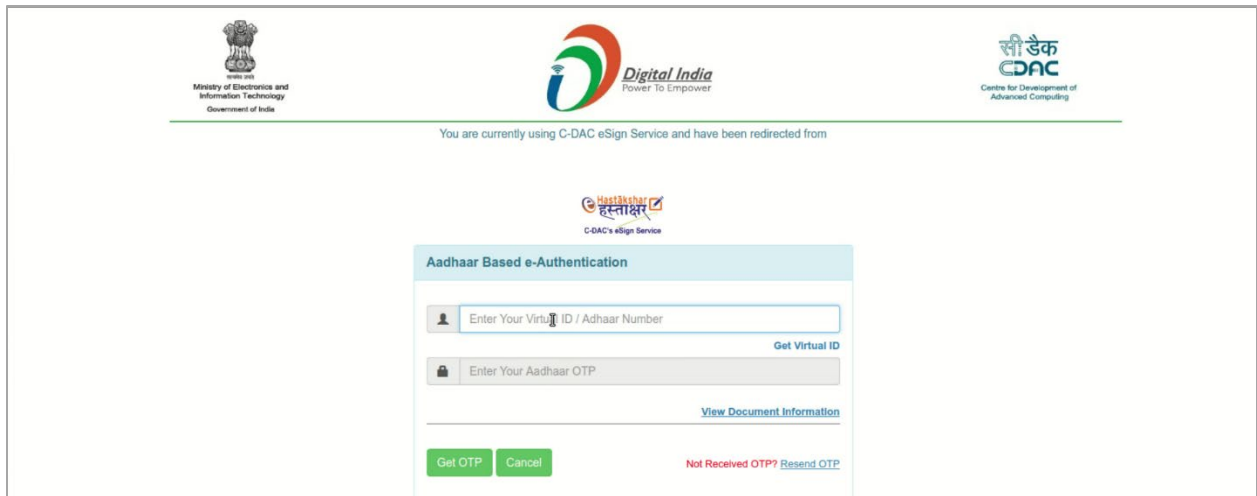 सत्यमेव जयते
Ministry of Electronics and
Information Technology
Government of India
Digital India
Power To Empower
सी डैक
CDAC
Centre for Development of
Advanced Computing
You are currently using C-DAC eSign Service and have been redirected from
e Hastākshar
हस्ताक्षर
C-DAC's eSign Service
Aadhaar Based e-Authentication
Enter Your Virtual ID / Adhaar Number
Get Virtual ID
Enter Your Aadhaar OTP
View Document Information
Get OTP Cancel Not Received OTP? Resend OTP